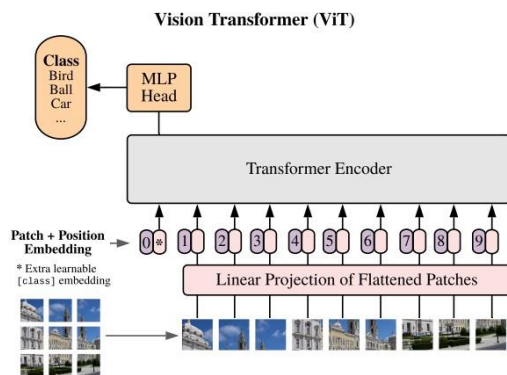 Vision Transformer (ViT)
Class
Bird
Ball
Car
...
MLP
Head
Transformer Encoder
Patch + Position
Embedding
* Extra learnable
[class] embedding
0 * 1 2 3 4 5 6 7 8 9
Linear Projection of Flattened Patches